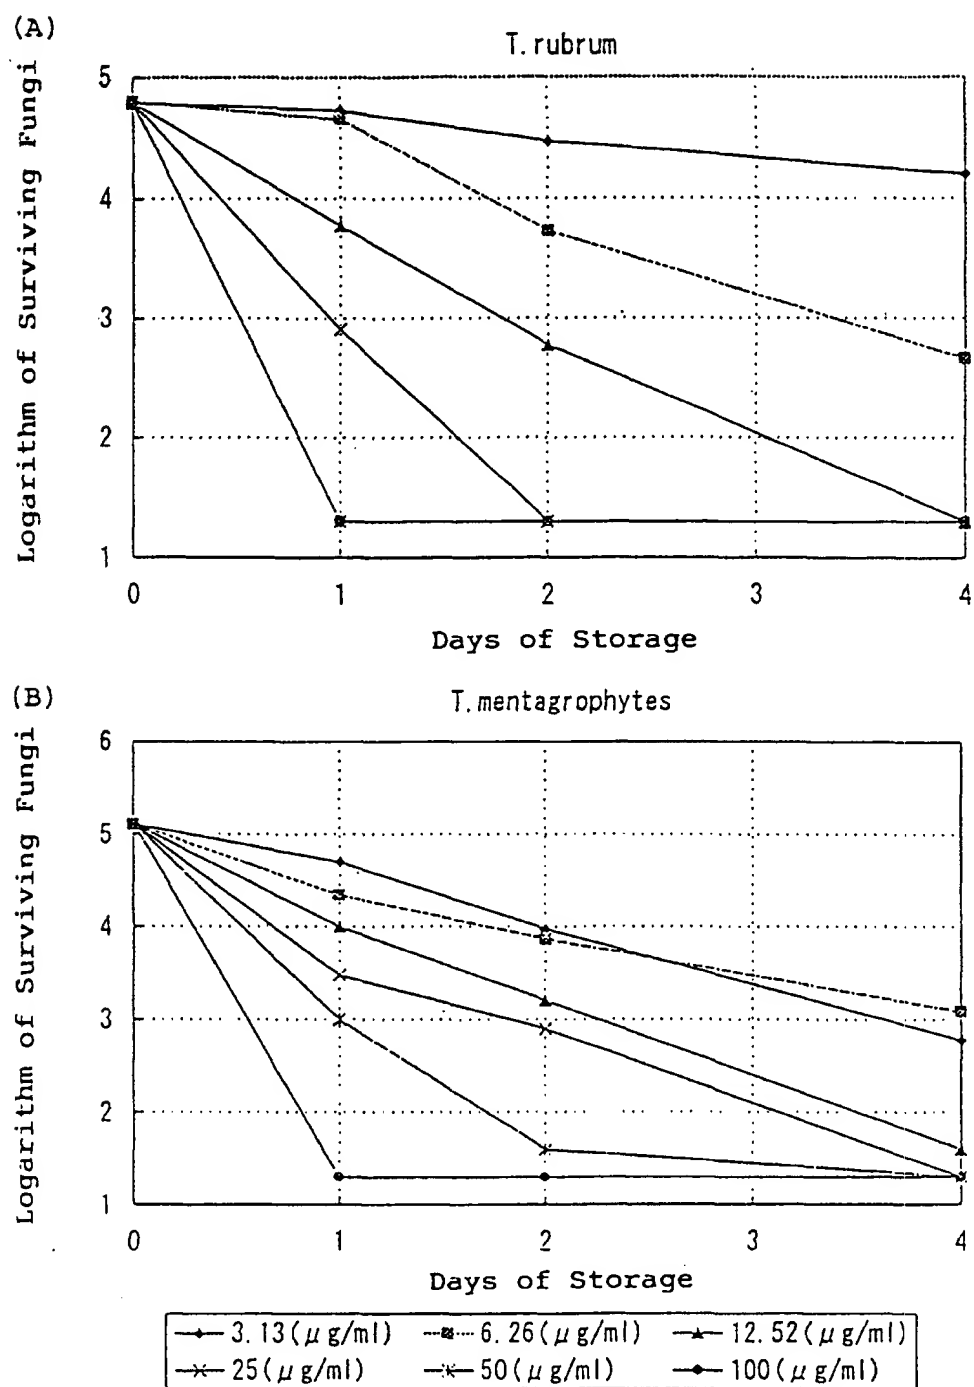 (A)
T. rubrum
Logarithm of Surviving Fungi
5
4
3
2
1
0 1 2 3 4
Days of Storage
(B)
T. mentagrophytes
Logarithm of Surviving Fungi
6
5
4
3
2
1
0 1 2 3 4
Days of Storage
3.13(μg/ml) 6.26(μg/ml) 12.52(μg/ml)
25(μg/ml) 50(μg/ml) 100(μg/ml)